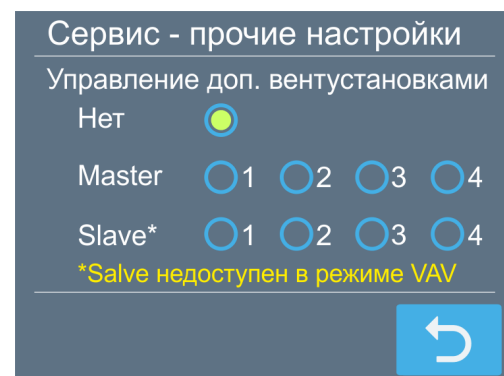 Сервис - прочие настройки
Управление доп. вентустановками
Нет
Master 1 2 3 4
Slave* 1 2 3 4
*Salve недоступен в режиме VAV